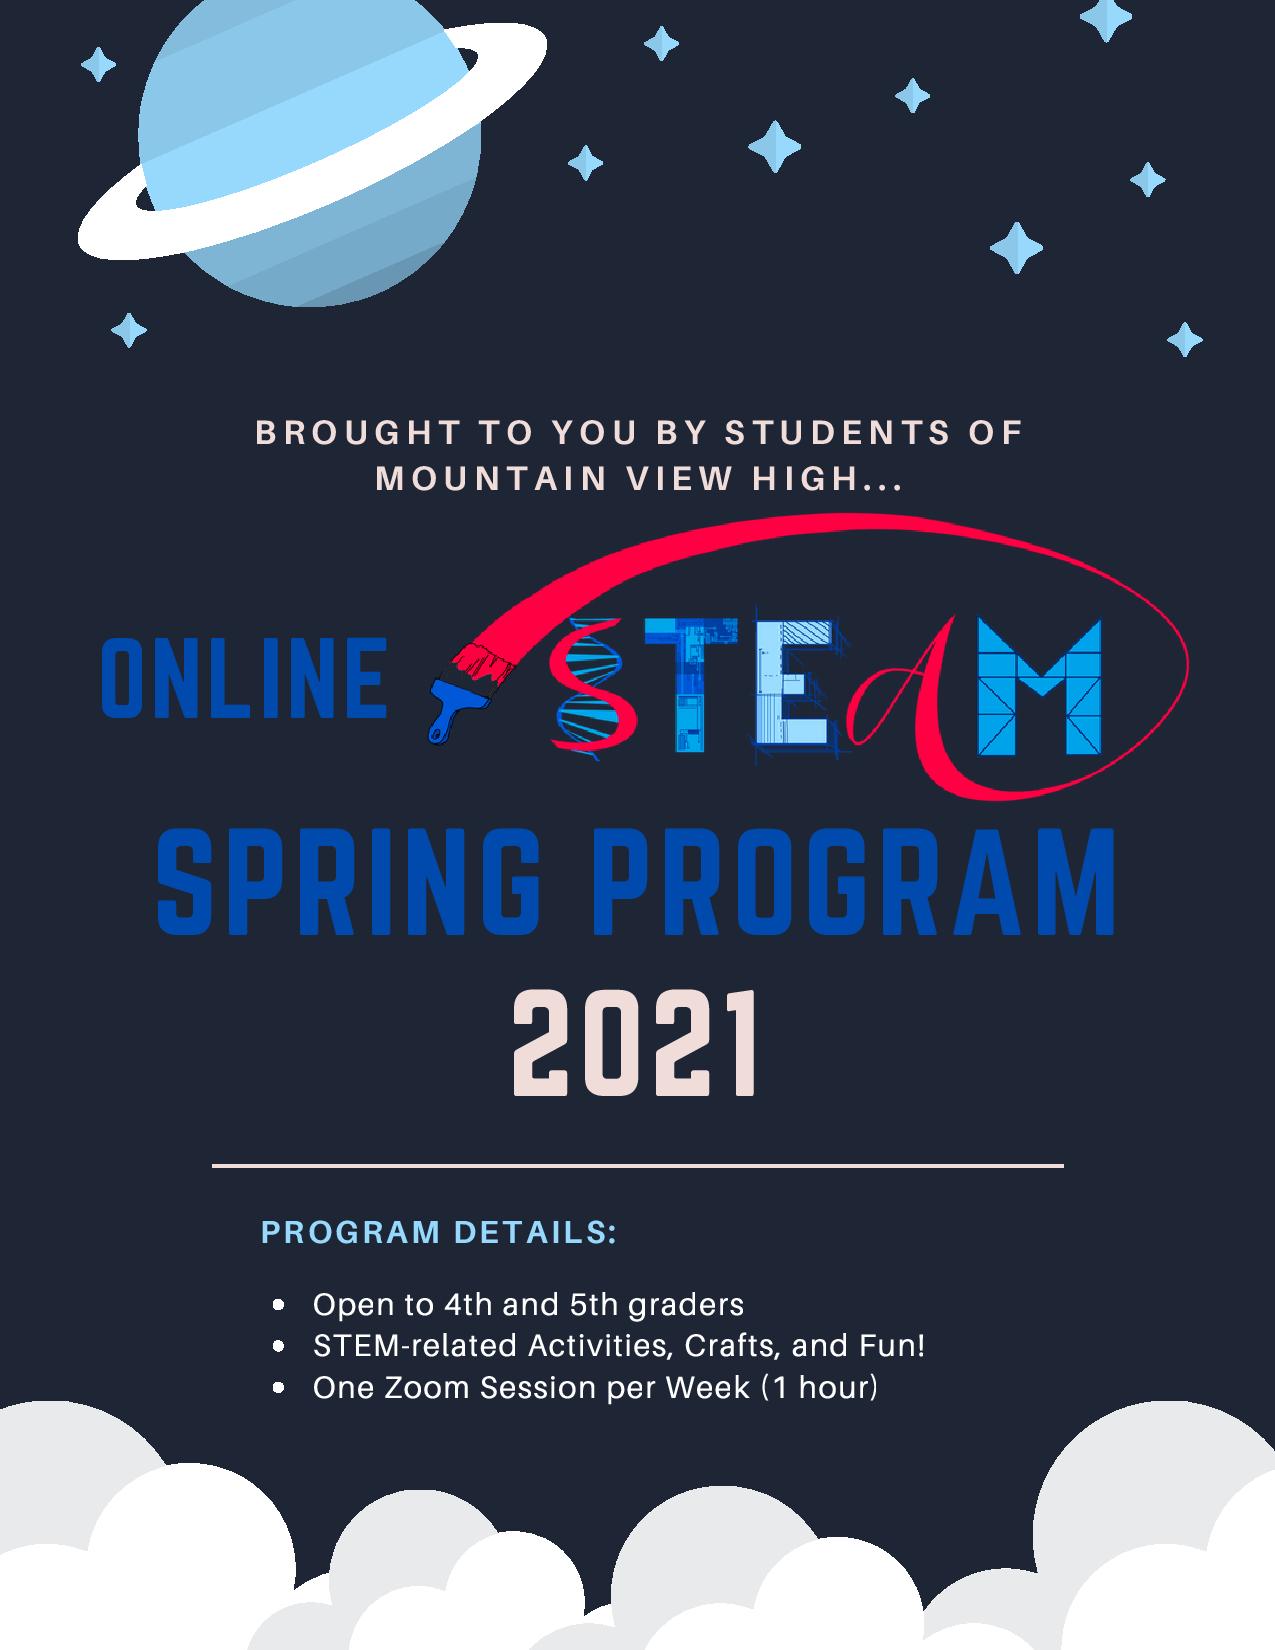 BROUGHT TO YOU BY STUDENTS OF
MOUNTAIN VIEW HIGH...
ONLINE STEAM
SPRING PROGRAM
2021
PROGRAM DETAILS:
• Open to 4th and 5th graders
• STEM-related Activities, Crafts, and Fun!
• One Zoom Session per Week (1 hour)